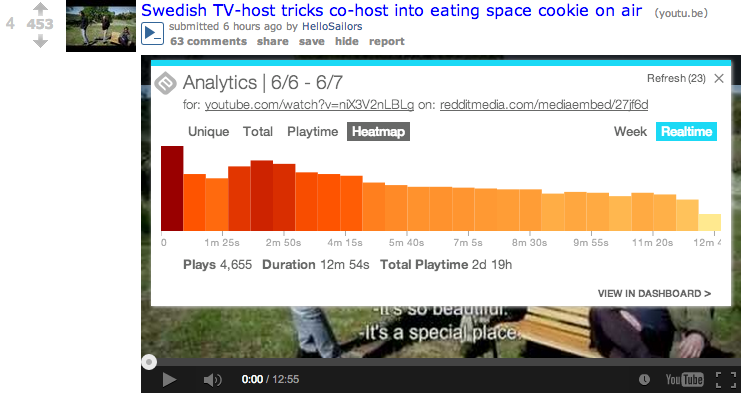 Swedish TV-host tricks co-host into eating space cookie on air (youtu.be)
4 453
submitted 6 hours ago by HelloSailors
63 comments share save hide report
Analytics | 6/6 - 6/7
Refresh (23)
for: youtube.com/watch?v=niX3V2nLBLg on: redditmedia.com/mediaembed/27jf6d
Unique Total Playtime Heatmap Week Realtime
0 1m 25s 2m 50s 4m 15s 5m 40s 7m 5s 8m 30s 9m 55s 11m 20s 12m 4
Plays 4,655 Duration 12m 54s Total Playtime 2d 19h
VIEW IN DASHBOARD >
-It's so beautiful.
-It's a special place.
0:00 / 12:55
YouTube